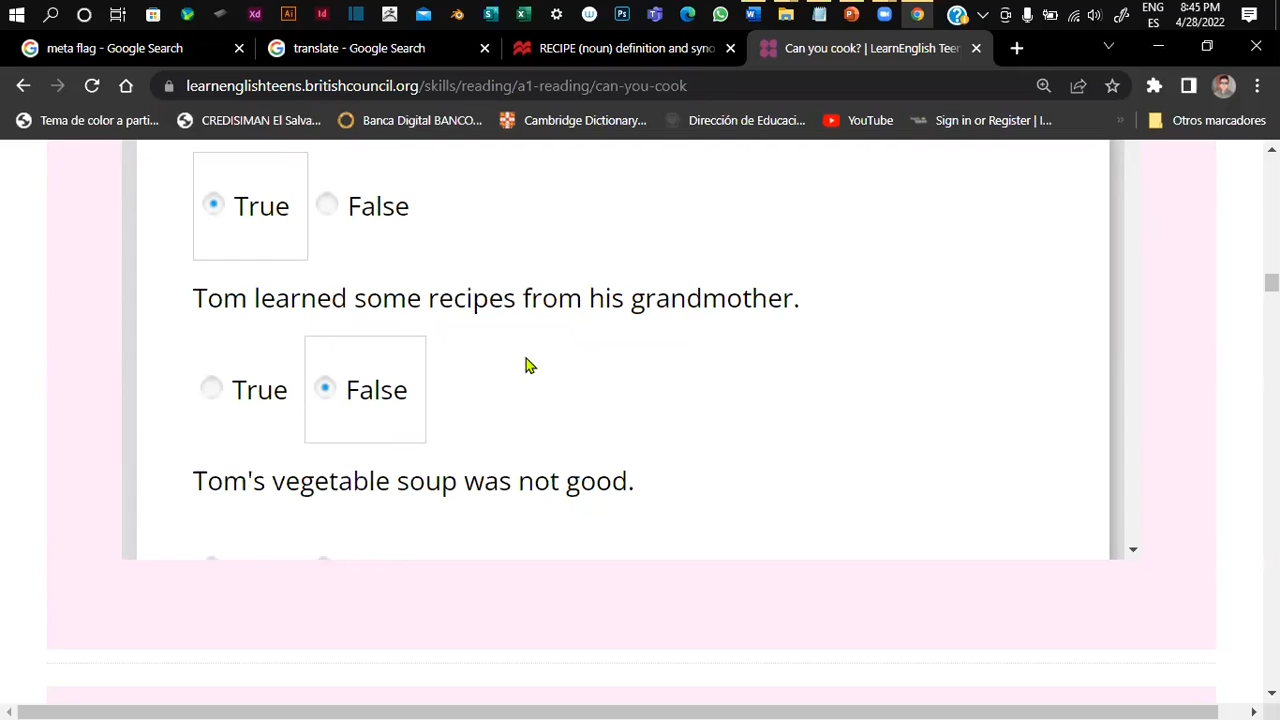 8:45 PM
ENG
ES
4/28/2022
meta flag - Google Search
translate - Google Search
RECIPE (noun) definition and syno
Can you cook? | LearnEnglish Teen
learnenglishteens.britishcouncil.org/skills/reading/a1-reading/can-you-cook
Tema de color a parti...
CREDISIMAN El Salva...
Banca Digital BANCO...
Cambridge Dictionary...
Dirección de Educaci...
YouTube
Sign in or Register | I...
Otros marcadores
True False
Tom learned some recipes from his grandmother.
True False
Tom's vegetable soup was not good.